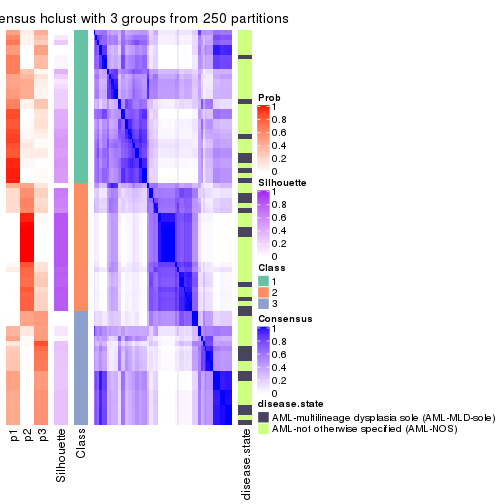 ensus hclust with 3 groups from 250 partitions
Prob
1
0.8
0.6
0.4
0.2
0
Silhouette
1
0.8
0.6
0.4
0.2
0
Class
1
2
3
Consensus
1
0.8
0.6
0.4
0.2
0
disease.state
AML-multilineage dysplasia sole (AML-MLD-sole)
AML-not otherwise specified (AML-NOS)
p1
p2
p3
Silhouette
Class
disease.state